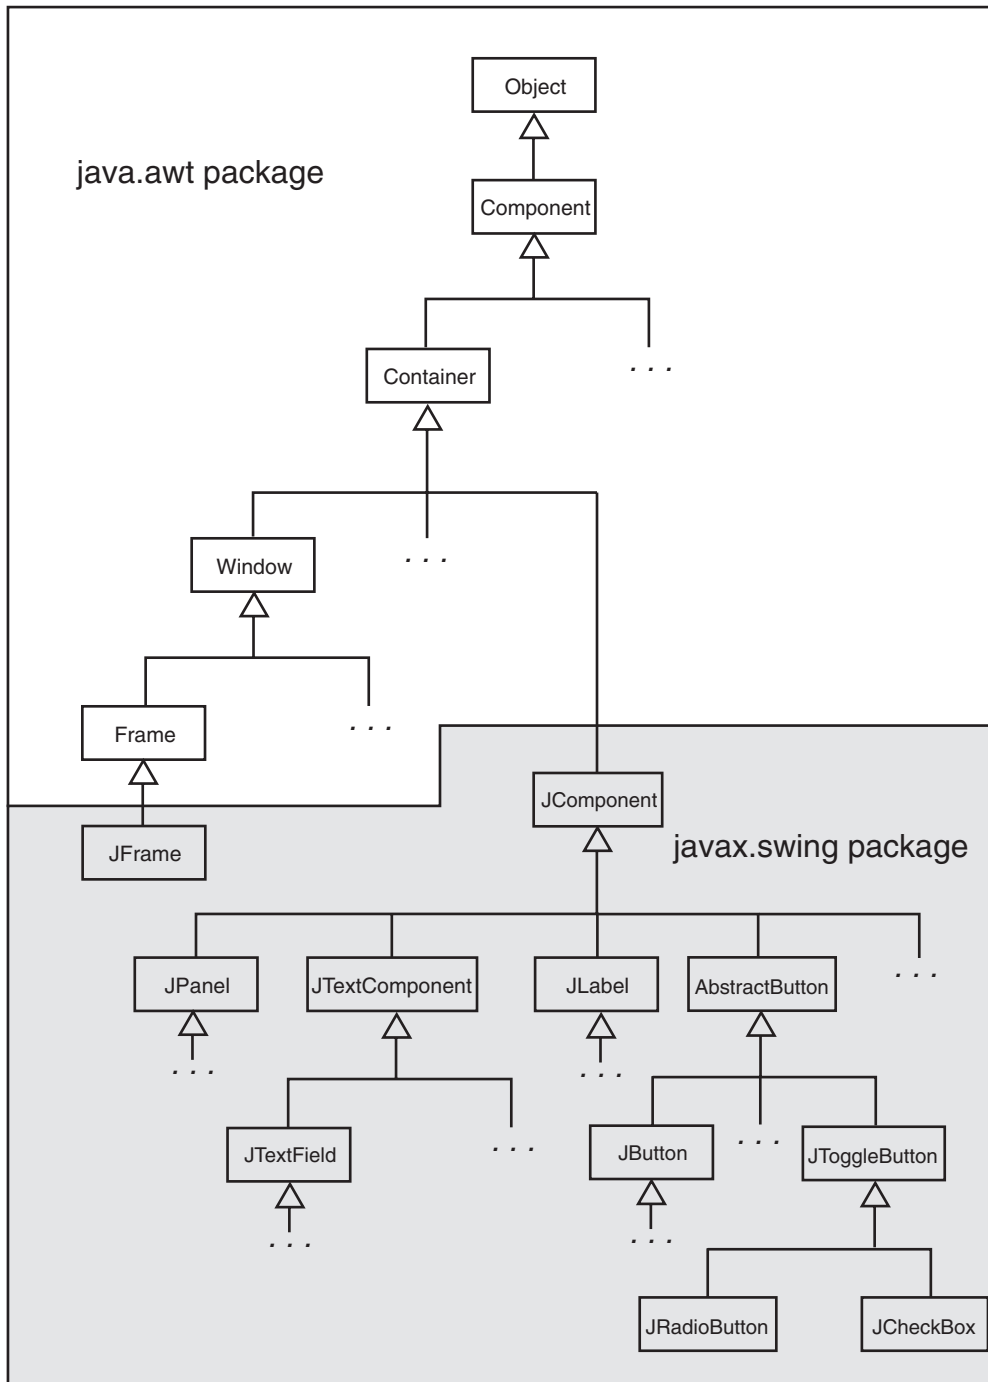 Object
java.awt package
Component
Container
. . .
Window
. . .
Frame
. . .
JComponent
JFrame
javax.swing package
JPanel
JTextComponent
JLabel
AbstractButton
. . .
. . .
. . .
JTextField
. . .
JButton
. . .
JToggleButton
. . .
. . .
JRadioButton
JCheckBox